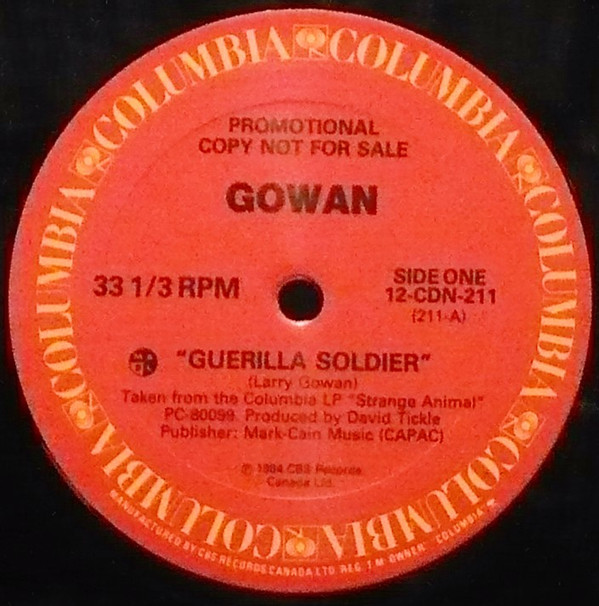 COLUMBIA COLUMBIA COLUMBIA COLUMBIA COLUMBIA COLUMBIA COLUMBIA
PROMOTIONAL
COPY NOT FOR SALE
GOWAN
33 1/3 RPM
SIDE ONE
12-CDN-211
(211-A)
"GUERILLA SOLDIER"
(Larry Gowan)
Taken from the Columbia LP "Strange Animal"
PC-80099. Produced by David Tickle
Publisher: Mark-Cain Music (CAPAC)
℗ 1984 CBS Records
Canada Ltd.
MANUFACTURED BY CBS RECORDS CANADA LTD. REG. T.M. OWNER "COLUMBIA"